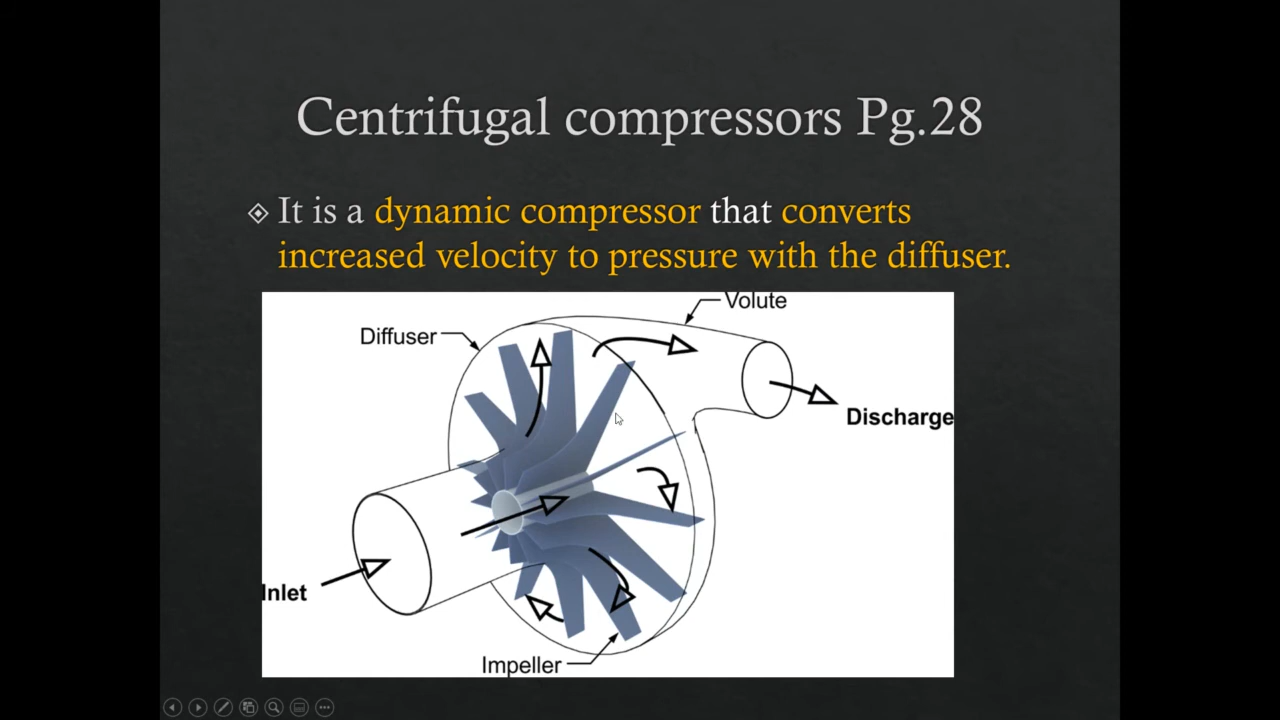 Centrifugal compressors Pg.28
It is a dynamic compressor that converts
increased velocity to pressure with the diffuser.
Volute
Diffuser
Discharge
Inlet
Impeller